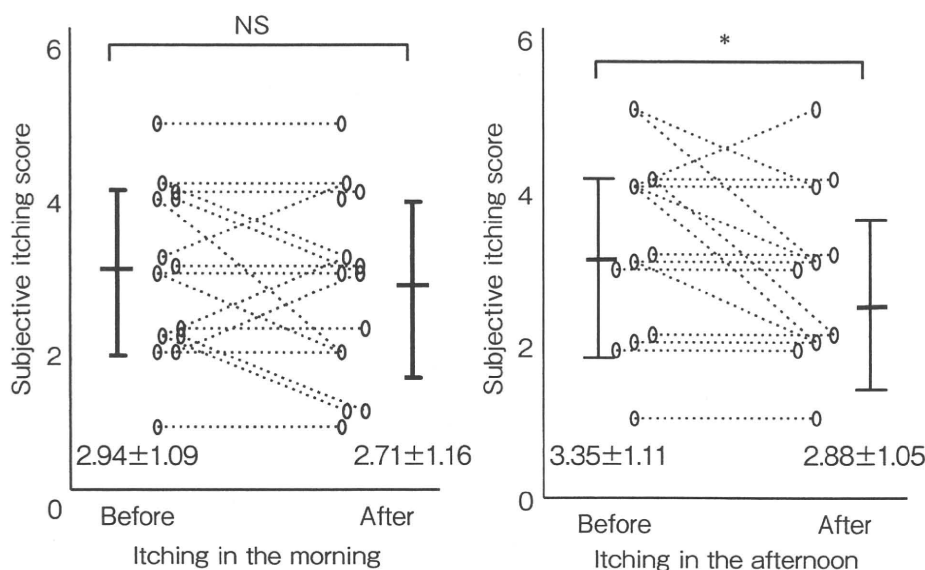 NS
6
4
2
0
Subjective itching score
2.94±1.09
2.71±1.16
Before
After
Itching in the morning
*
6
4
2
0
Subjective itching score
3.35±1.11
2.88±1.05
Before
After
Itching in the afternoon